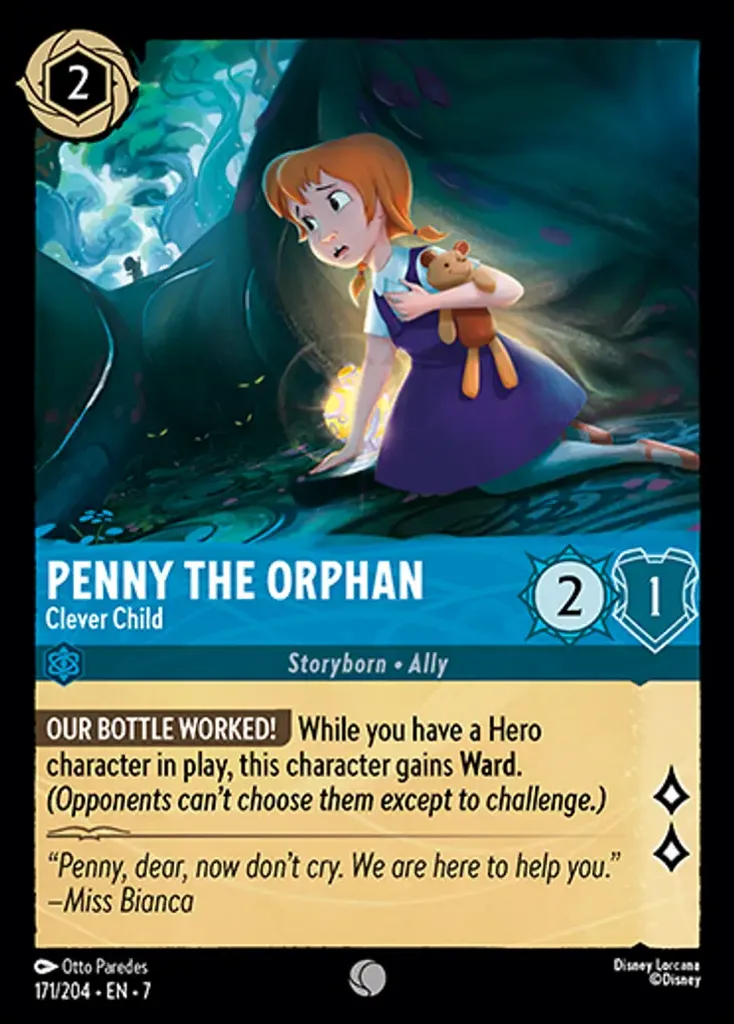 2
PENNY THE ORPHAN
Clever Child
2
1
Storyborn • Ally
OUR BOTTLE WORKED! While you have a Hero
character in play, this character gains Ward.
(Opponents can’t choose them except to challenge.)
“Penny, dear, now don’t cry. We are here to help you.”
–Miss Bianca
Otto Paredes
171/204 • EN • 7
Disney Lorcana
©Disney